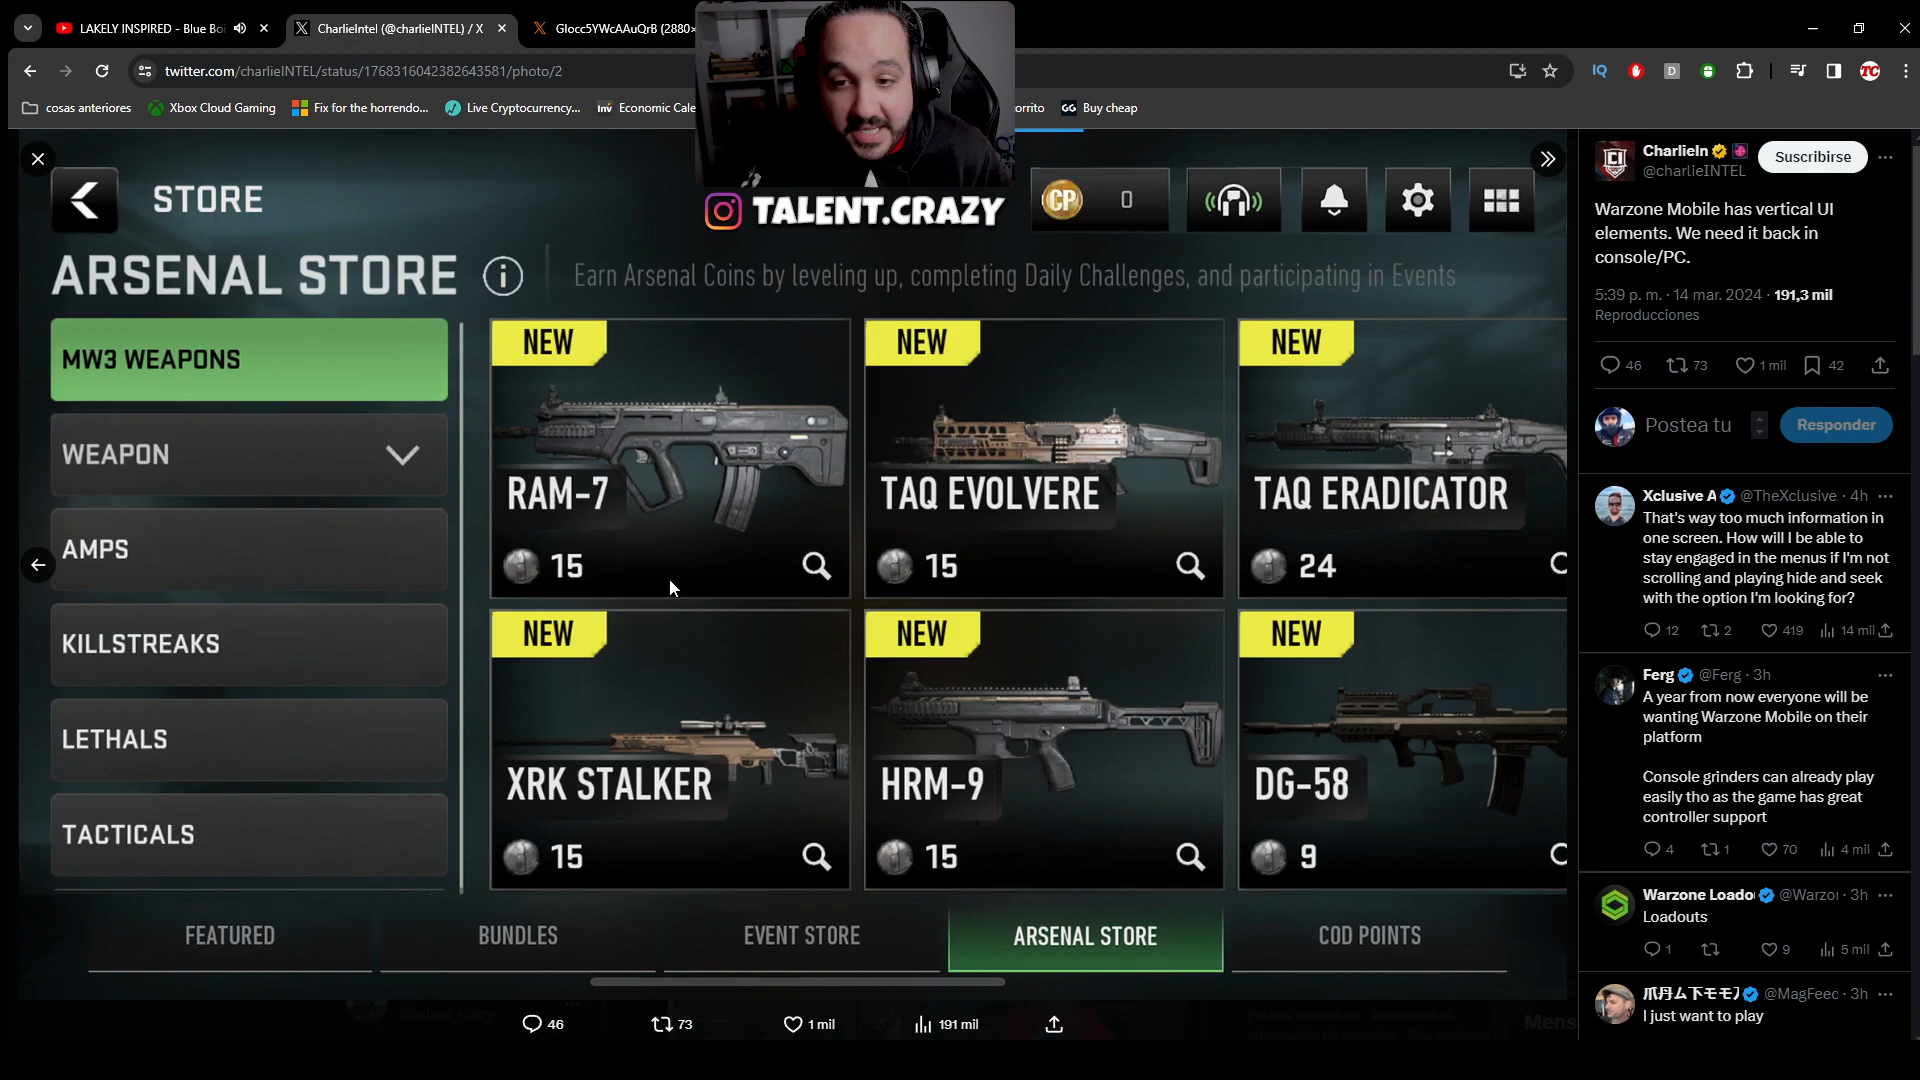 LAKELY INSPIRED - Blue Boi
CharlieIntel (@charlieINTEL) / X
Glocc5YWcAAuQrB (2880×
twitter.com/charlieINTEL/status/1768316042382643581/photo/2
cosas anteriores
Xbox Cloud Gaming
Fix for the horrendo...
Live Cryptocurrency...
Inv Economic Cale
orrito
GG Buy cheap
IQ
D
TC
STORE
TALENT.CRAZY
CP 0
ARSENAL STORE
Earn Arsenal Coins by leveling up, completing Daily Challenges, and participating in Events
MW3 WEAPONS
WEAPON
AMPS
KILLSTREAKS
LETHALS
TACTICALS
NEW
RAM-7
15
NEW
TAQ EVOLVERE
15
NEW
TAQ ERADICATOR
24
NEW
XRK STALKER
15
NEW
HRM-9
15
NEW
DG-58
9
FEATURED
BUNDLES
EVENT STORE
ARSENAL STORE
COD POINTS
46
73
1 mil
191 mil
CI
CharlieIn
@charlieINTEL
Suscribirse
Warzone Mobile has vertical UI
elements. We need it back in
console/PC.
5:39 p. m. · 14 mar. 2024 · 191,3 mil
Reproducciones
46 73 1 mil 42
Postea tu
Responder
Xclusive A @TheXclusive · 4h
That's way too much information in
one screen. How will I be able to
stay engaged in the menus if I'm not
scrolling and playing hide and seek
with the option I'm looking for?
12 2 419 14 mil
Ferg @Ferg · 3h
A year from now everyone will be
wanting Warzone Mobile on their
platform
Console grinders can already play
easily tho as the game has great
controller support
4 1 70 4 mil
Warzone Loado @Warzo · 3h
Loadouts
1 9 5 mil
@MagFeed · 3h
I just want to play